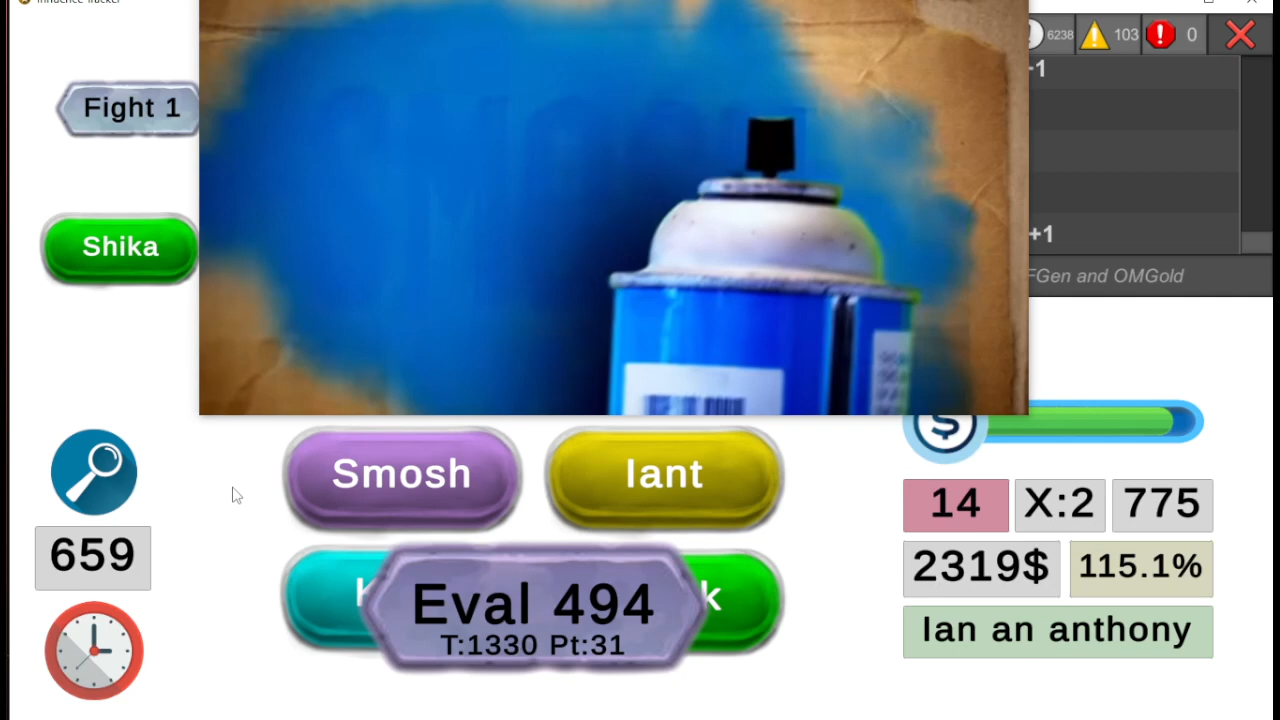 6238 103 0
-1
Fight 1
+1
Shika
FGen and OMGold
Smosh
Iant
14 X:2 775
659
2319$ 115.1%
k
Eval 494
T:1330 Pt:31
Ian an anthony